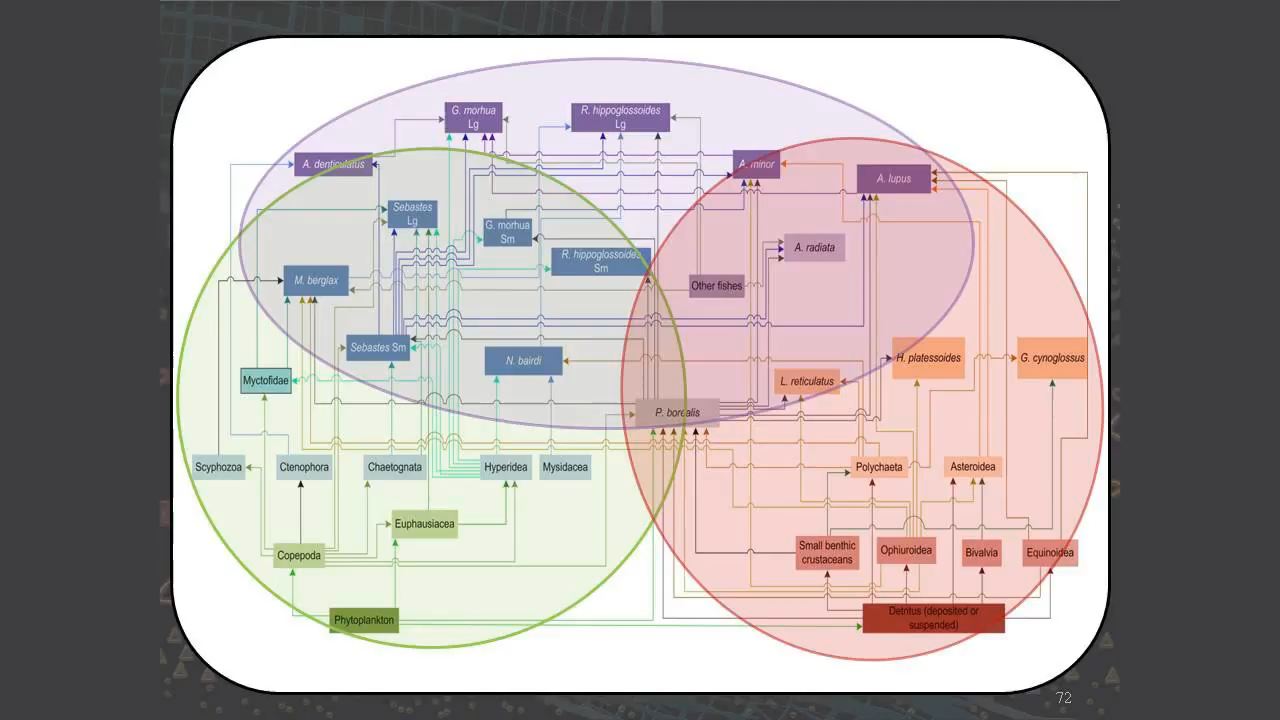 G. morhua
Lg
R. hippoglossoides
Lg
A. denticulatus
A. minor
A. lupus
Sebastes
Lg
G. morhua
Sm
A. radiata
R. hippoglossoides
Sm
M. berglax
Other fishes
Sebastes Sm
N. bairdi
H. platessoides
G. cynoglossus
Myctofidae
L. reticulatus
P. borealis
Scyphozoa
Ctenophora
Chaetognata
Hyperidea
Mysidacea
Polychaeta
Asteroidea
Euphausiacea
Copepoda
Small benthic
crustaceans
Ophiuroidea
Bivalvia
Equinoidea
Phytoplankton
Detritus (deposited or
suspended)
72